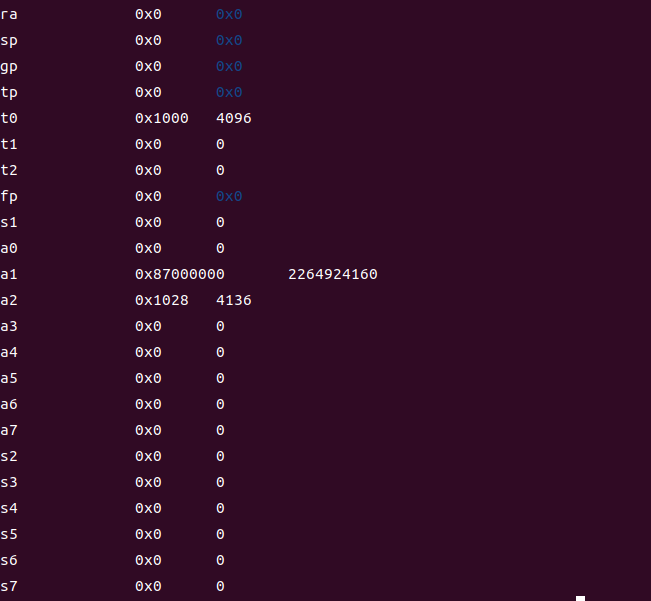 ra 0x0 0x0
sp 0x0 0x0
gp 0x0 0x0
tp 0x0 0x0
t0 0x1000 4096
t1 0x0 0
t2 0x0 0
fp 0x0 0x0
s1 0x0 0
a0 0x0 0
a1 0x87000000 2264924160
a2 0x1028 4136
a3 0x0 0
a4 0x0 0
a5 0x0 0
a6 0x0 0
a7 0x0 0
s2 0x0 0
s3 0x0 0
s4 0x0 0
s5 0x0 0
s6 0x0 0
s7 0x0 0